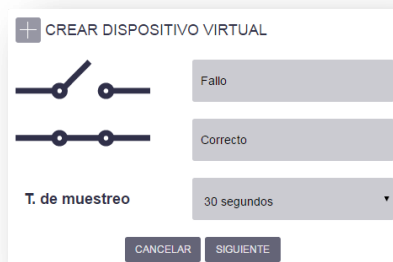 CREAR DISPOSITIVO VIRTUAL
Fallo
Correcto
T. de muestreo
30 segundos
CANCELAR
SIGUIENTE